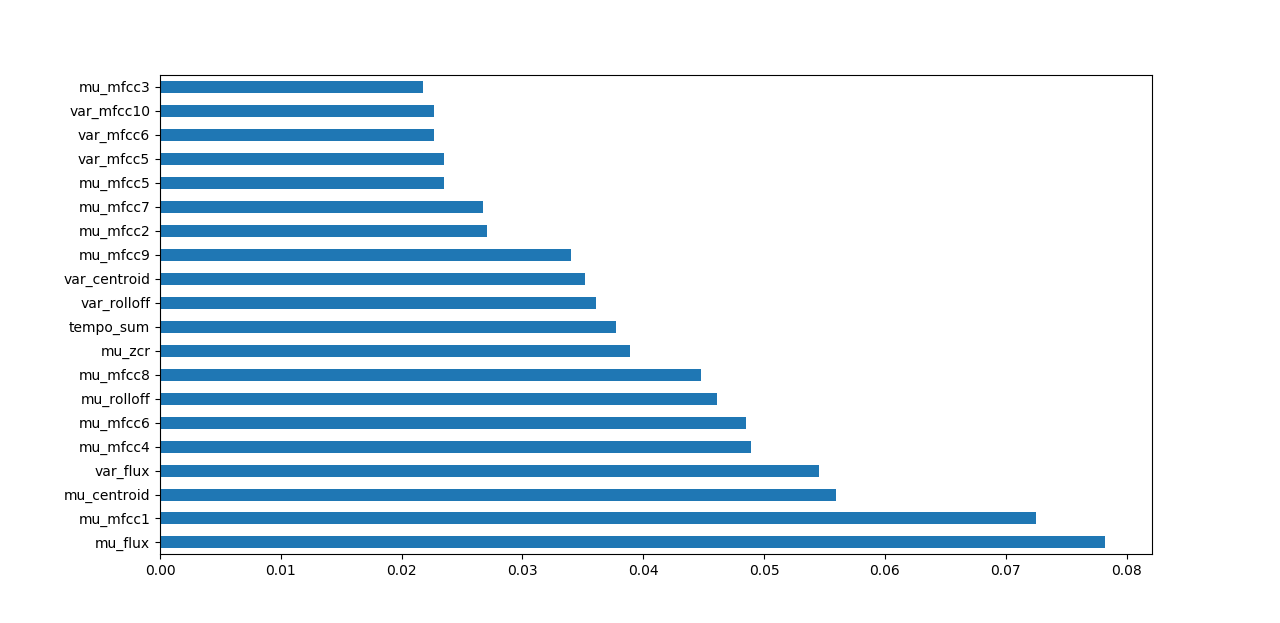 mu_mfcc3
var_mfcc10
var_mfcc6
var_mfcc5
mu_mfcc5
mu_mfcc7
mu_mfcc2
mu_mfcc9
var_centroid
var_rolloff
tempo_sum
mu_zcr
mu_mfcc8
mu_rolloff
mu_mfcc6
mu_mfcc4
var_flux
mu_centroid
mu_mfcc1
mu_flux
0.00 0.01 0.02 0.03 0.04 0.05 0.06 0.07 0.08